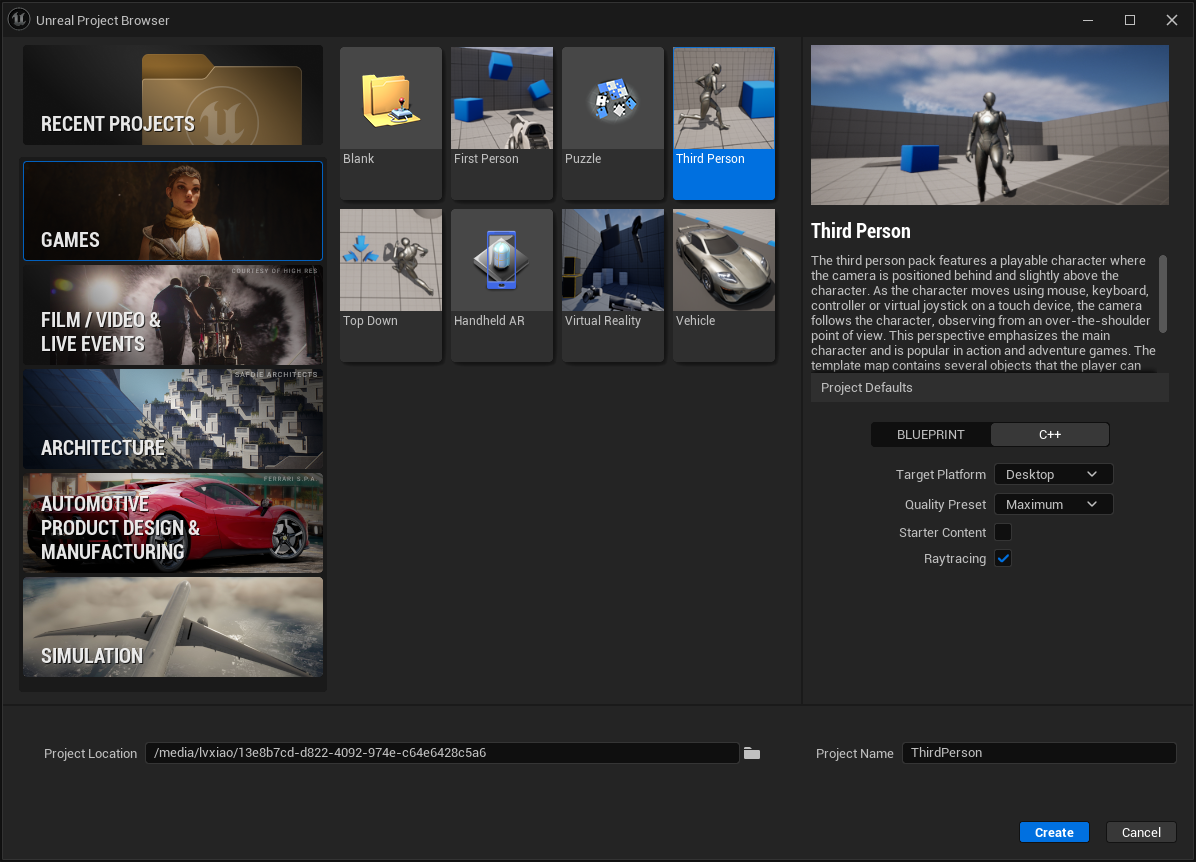 Unreal Project Browser
RECENT PROJECTS
GAMES
COURTESY OF HIGH RES
FILM / VIDEO &
LIVE EVENTS
SAFDIE ARCHITECTS
ARCHITECTURE
FERRARI S.P.A.
AUTOMOTIVE
PRODUCT DESIGN &
MANUFACTURING
SIMULATION
Blank
First Person
Puzzle
Third Person
Top Down
Handheld AR
Virtual Reality
Vehicle
Third Person
The third person pack features a playable character where
the camera is positioned behind and slightly above the
character. As the character moves using mouse, keyboard,
controller or virtual joystick on a touch device, the camera
follows the character, observing from an over-the-shoulder
point of view. This perspective emphasizes the main
character and is popular in action and adventure games. The
template map contains several objects that the player can
Project Defaults
BLUEPRINT
C++
Target Platform
Desktop
Quality Preset
Maximum
Starter Content
Raytracing
Project Location
/media/lvxiao/13e8b7cd-d822-4092-974e-c64e6428c5a6
Project Name
ThirdPerson
Create
Cancel